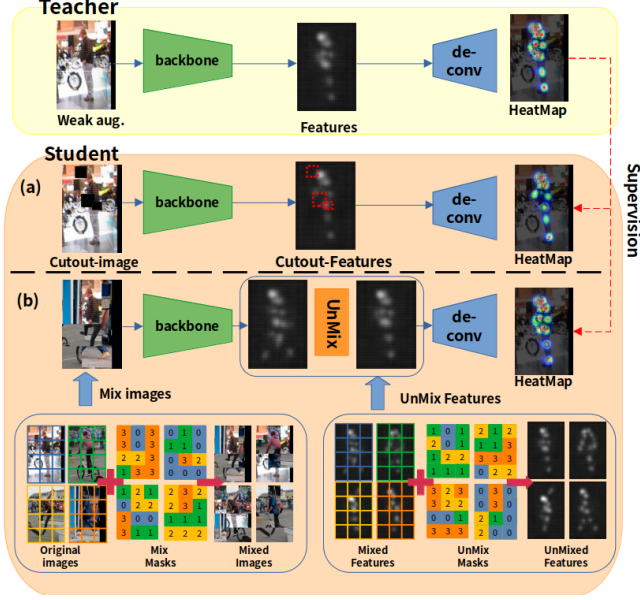 Teacher
backbone
de-
conv
Weak aug.
Features
HeatMap
Student
Supervision
(a)
backbone
de-
conv
Cutout-image
Cutout-Features
HeatMap
(b)
backbone
UnMix
de-
conv
HeatMap
Mix images
UnMix Features
Original
images
Mix
Masks
Mixed
Images
Mixed
Features
UnMix
Masks
UnMixed
Features